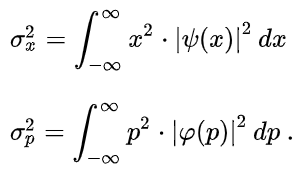 σ_x^2 = ∫_{-∞}^{∞} x^2 · |ψ(x)|^2 dx
σ_p^2 = ∫_{-∞}^{∞} p^2 · |φ(p)|^2 dp .